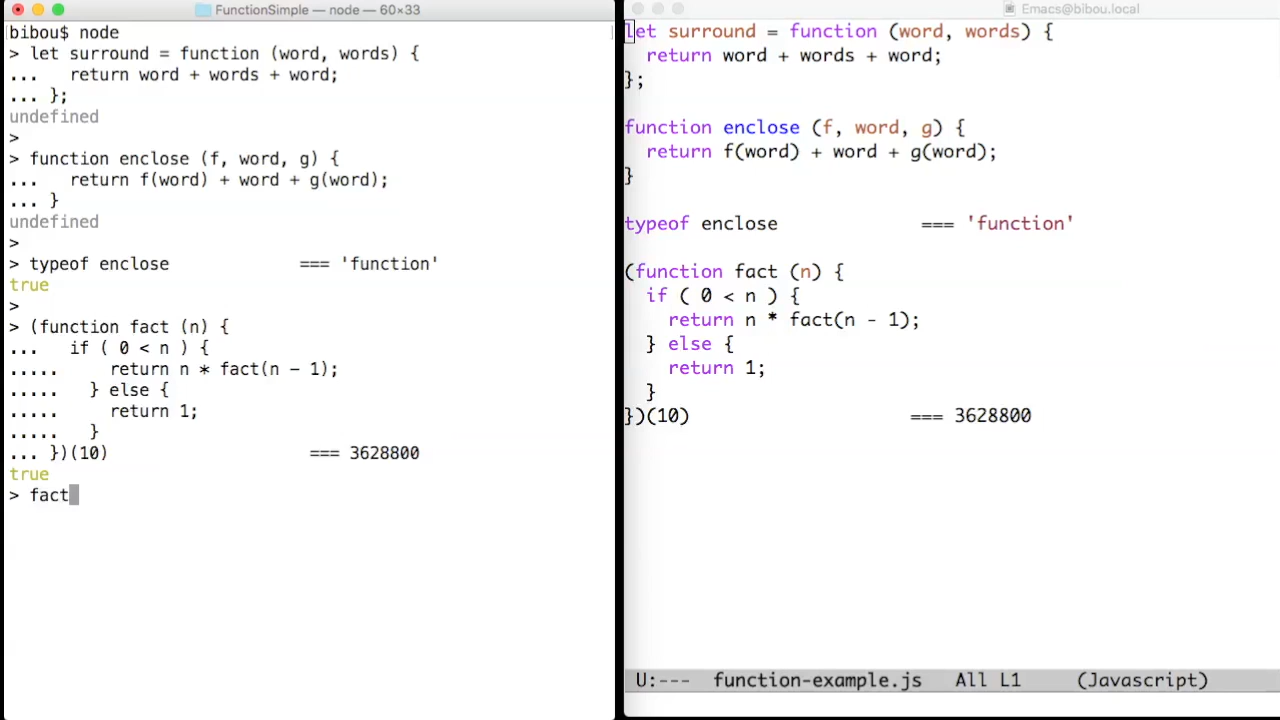 FunctionSimple — node — 60×33
bibou$ node
> let surround = function (word, words) {
...   return word + words + word;
... };
undefined
>
> function enclose (f, word, g) {
...   return f(word) + word + g(word);
... }
undefined
>
> typeof enclose             === 'function'
true
>
> (function fact (n) {
...   if ( 0 < n ) {
.....     return n * fact(n - 1);
.....   } else {
.....     return 1;
.....   }
... })(10)                    === 3628800
true
> fact
Emacs@bibou.local
let surround = function (word, words) {
  return word + words + word;
};
function enclose (f, word, g) {
  return f(word) + word + g(word);
}
typeof enclose             === 'function'
(function fact (n) {
  if ( 0 < n ) {
    return n * fact(n - 1);
  } else {
    return 1;
  }
})(10)                    === 3628800
U:---  function-example.js   All L1     (Javascript)